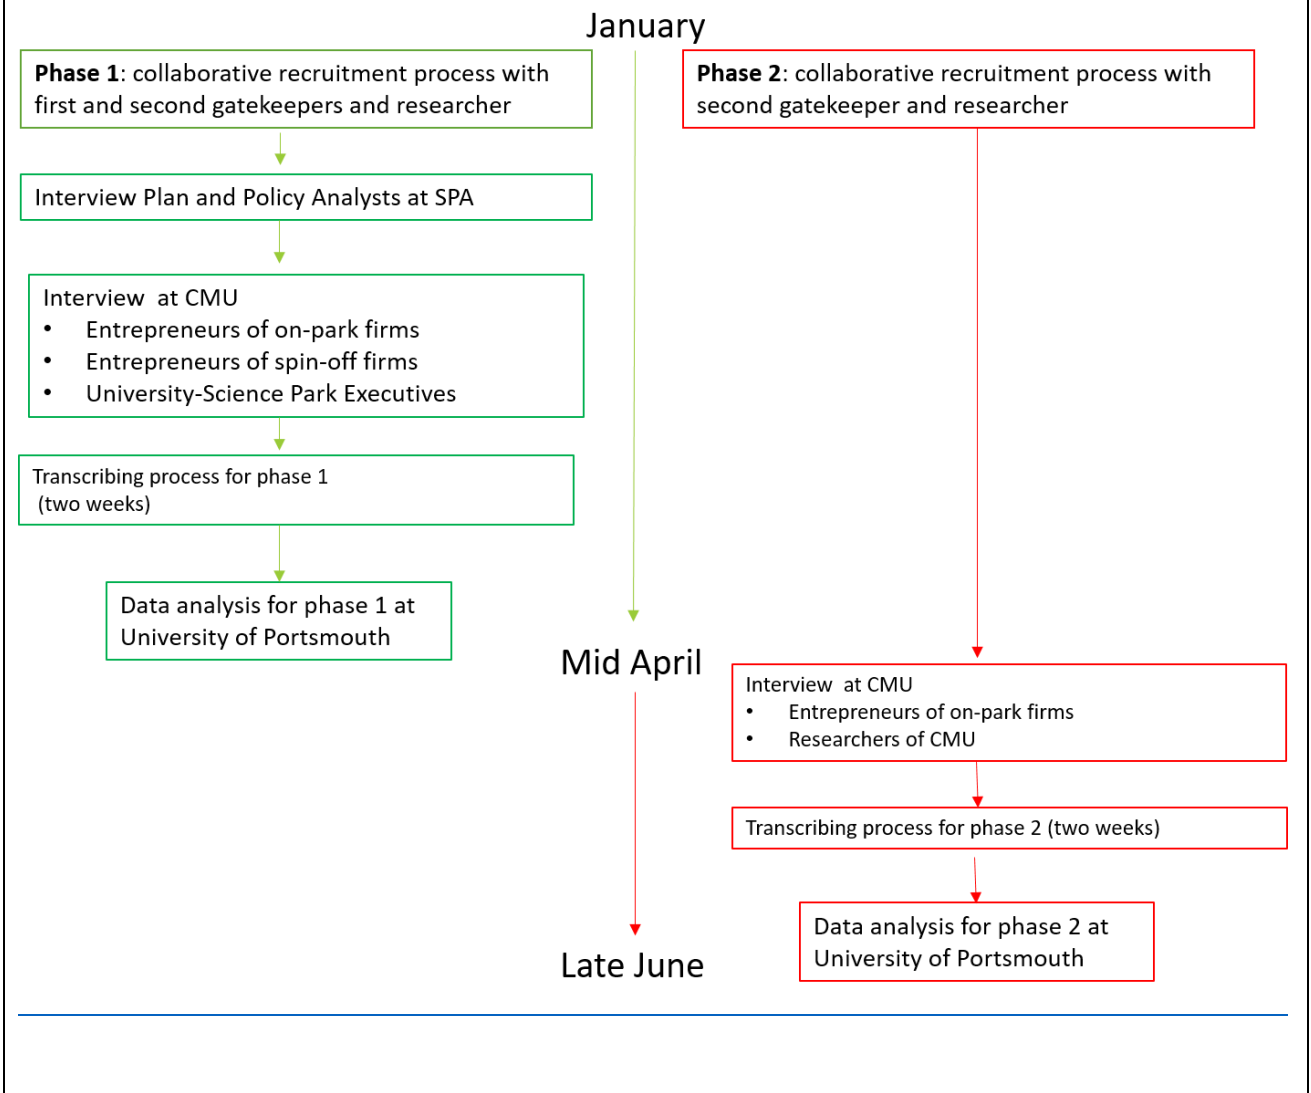 January
Phase 1: collaborative recruitment process with
first and second gatekeepers and researcher
Interview Plan and Policy Analysts at SPA
Interview  at CMU
• Entrepreneurs of on-park firms
• Entrepreneurs of spin-off firms
• University-Science Park Executives
Transcribing process for phase 1
(two weeks)
Data analysis for phase 1 at
University of Portsmouth
Phase 2: collaborative recruitment process with
second gatekeeper and researcher
Mid April
Interview  at CMU
• Entrepreneurs of on-park firms
• Researchers of CMU
Transcribing process for phase 2 (two weeks)
Data analysis for phase 2 at
University of Portsmouth
Late June